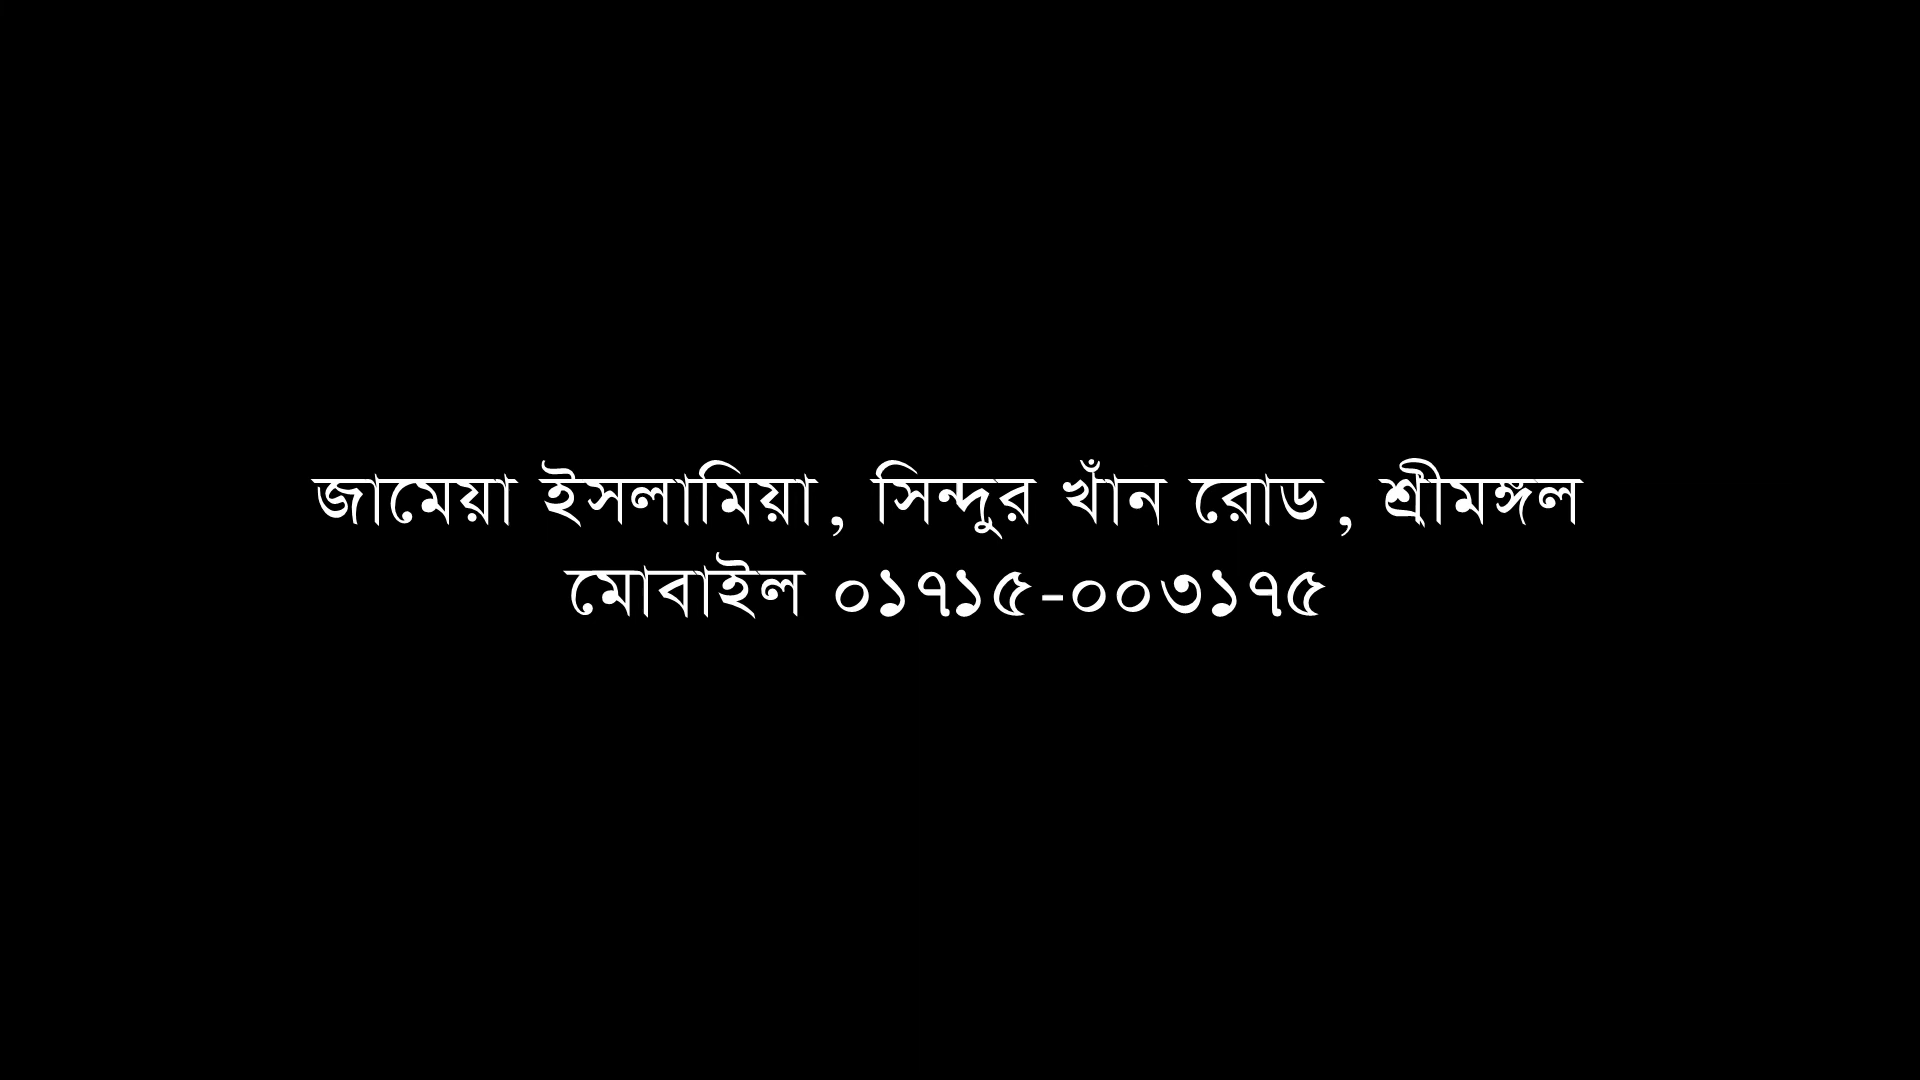 জামেয়া ইসলামিয়া, সিন্দুর খাঁন রোড, শ্রীমঙ্গল
মোবাইল ০১৭১৫-০০৩১৭৫